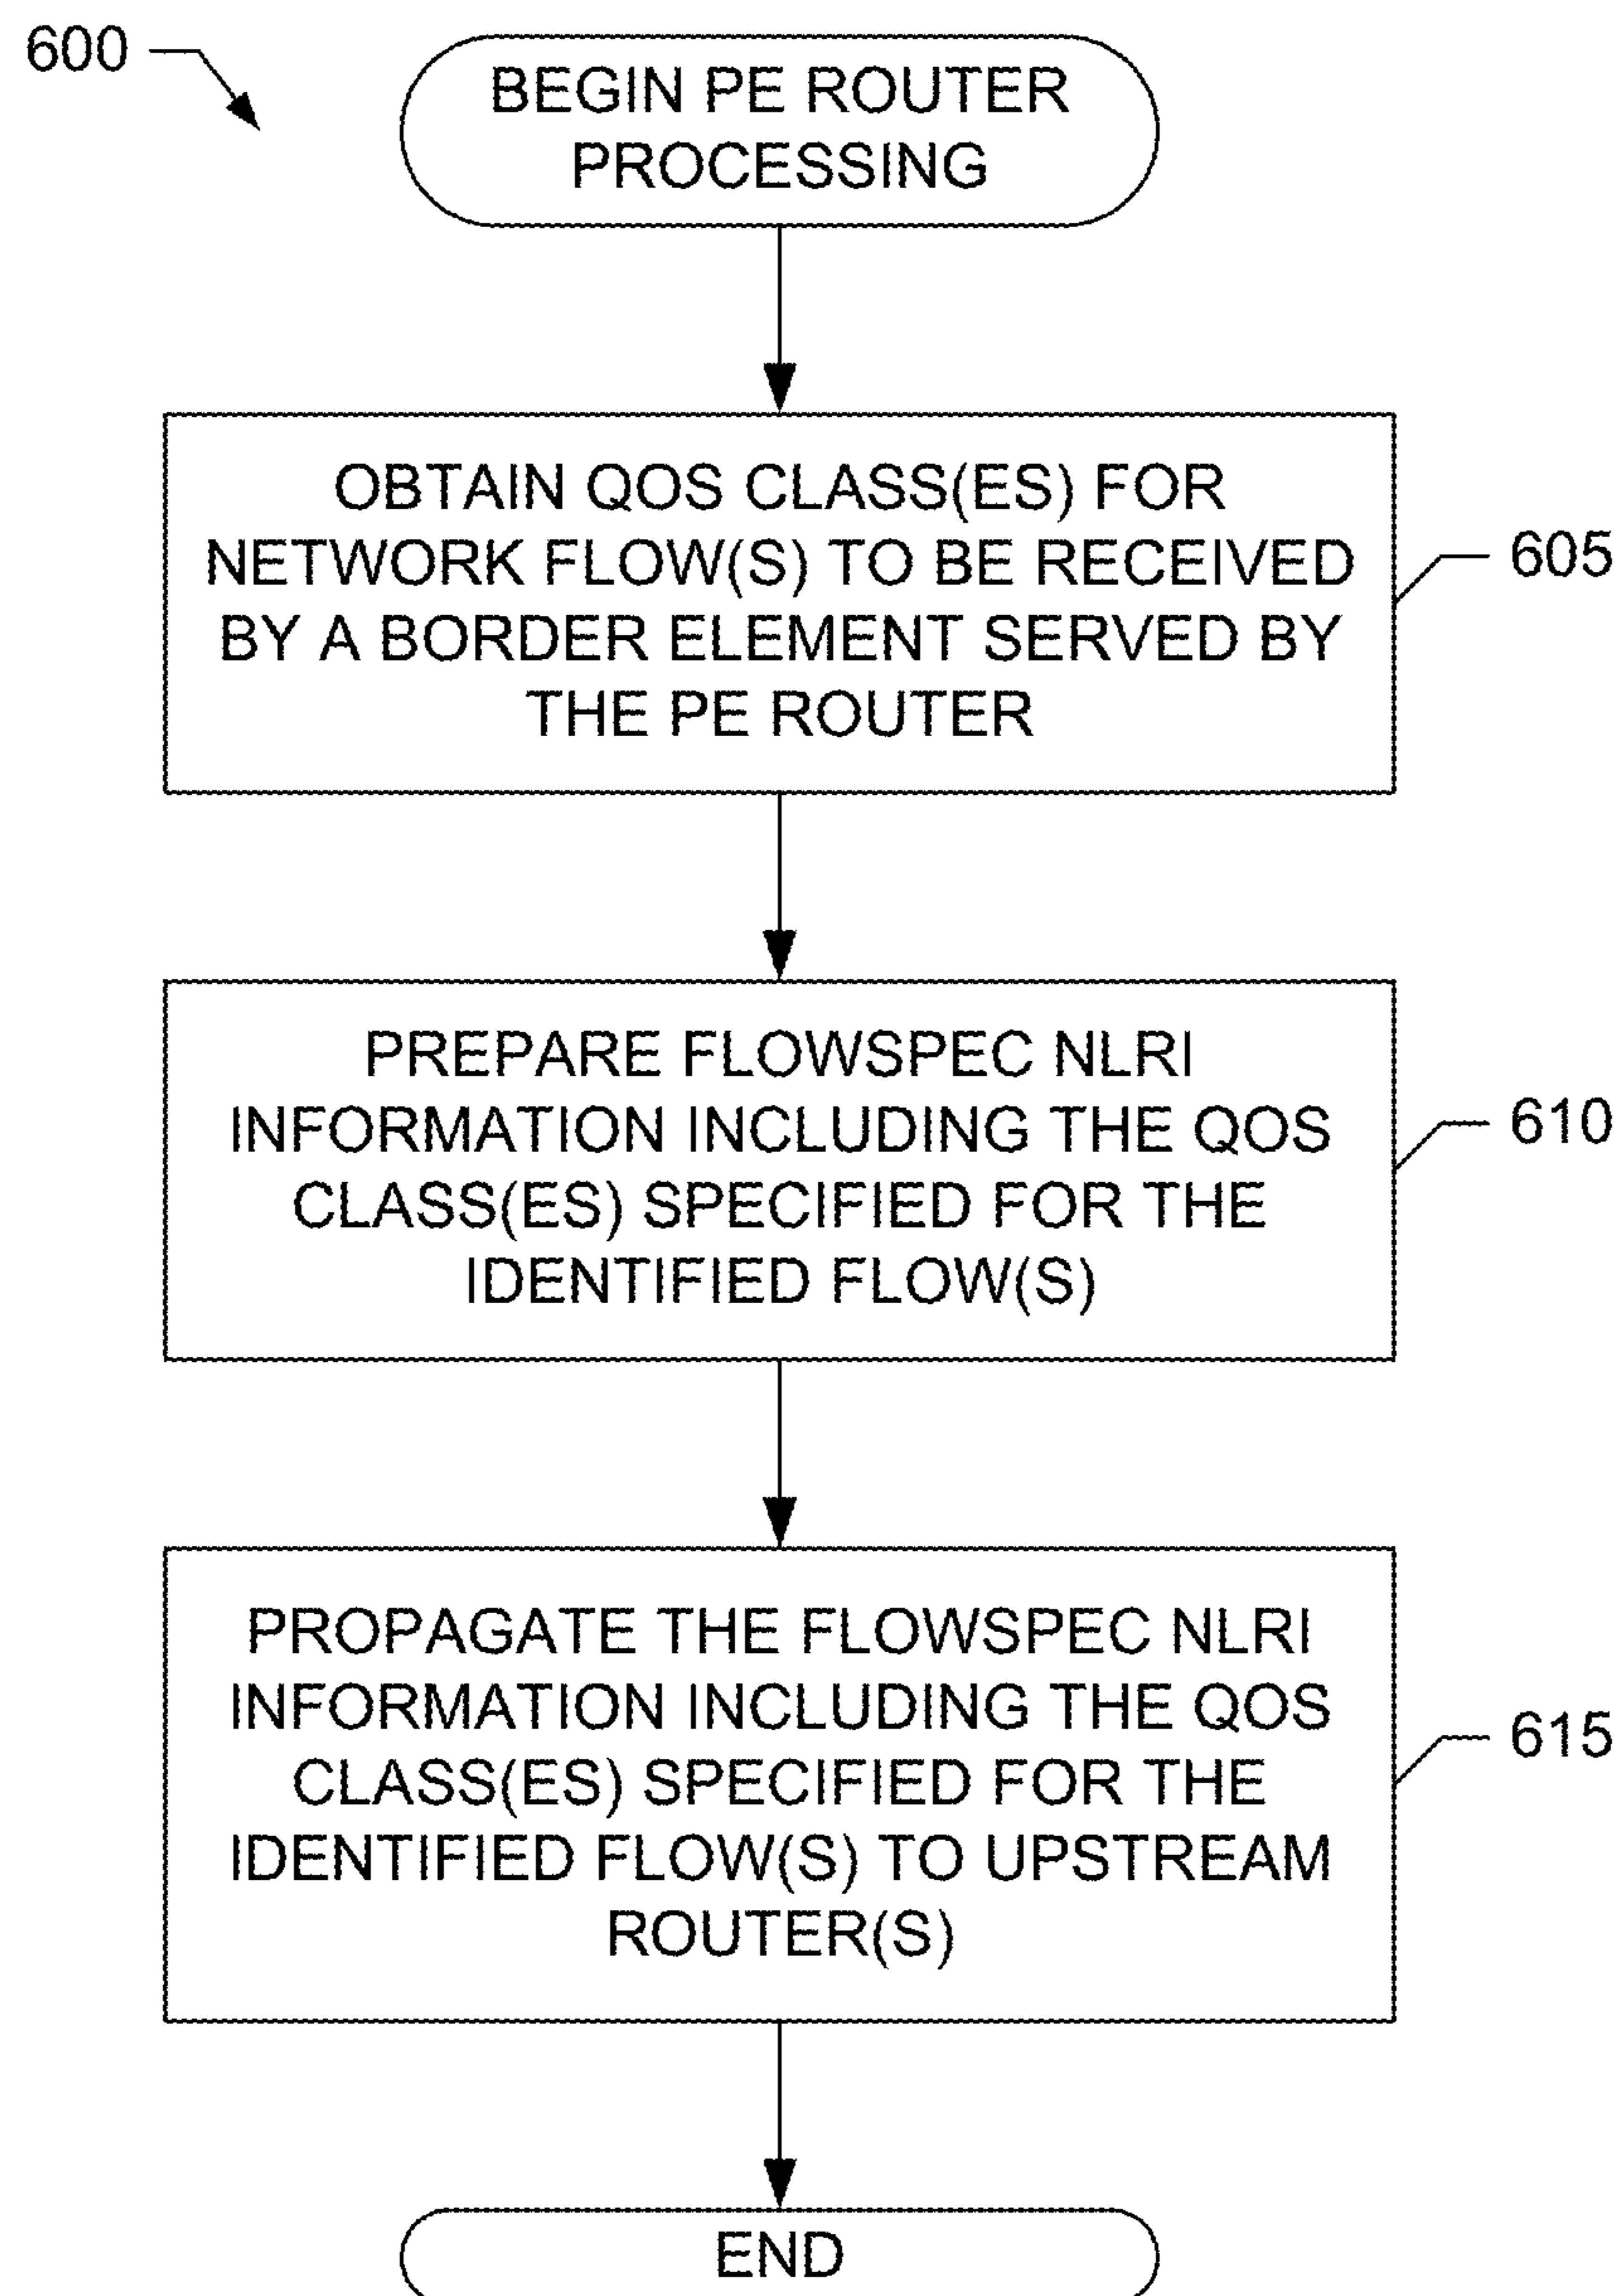 600
BEGIN PE ROUTER
PROCESSING
OBTAIN QOS CLASS(ES) FOR
NETWORK FLOW(S) TO BE RECEIVED
BY A BORDER ELEMENT SERVED BY
THE PE ROUTER
605
PREPARE FLOWSPEC NLRI
INFORMATION INCLUDING THE QOS
CLASS(ES) SPECIFIED FOR THE
IDENTIFIED FLOW(S)
610
PROPAGATE THE FLOWSPEC NLRI
INFORMATION INCLUDING THE QOS
CLASS(ES) SPECIFIED FOR THE
IDENTIFIED FLOW(S) TO UPSTREAM
ROUTER(S)
615
END